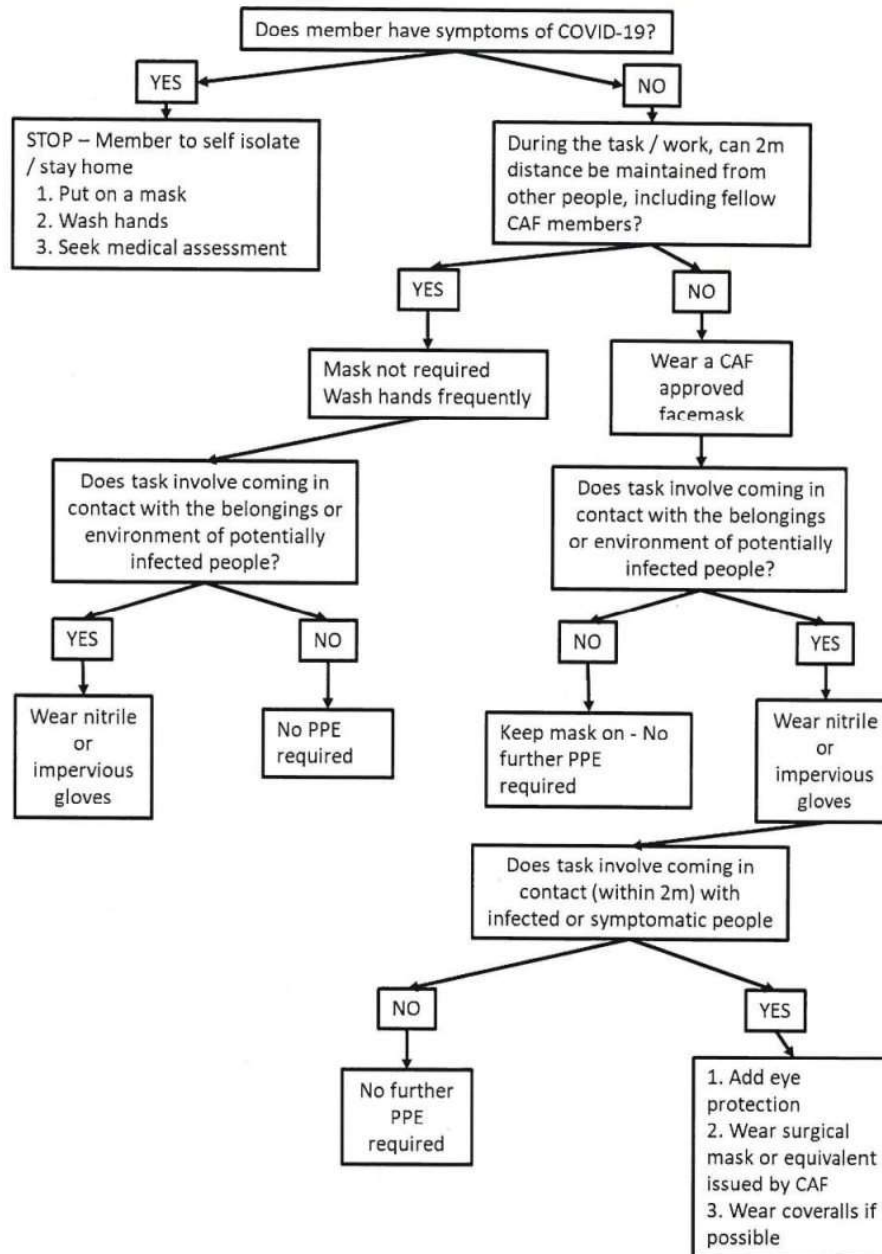 Does member have symptoms of COVID-19?
YES
NO
STOP – Member to self isolate
/ stay home
1. Put on a mask
2. Wash hands
3. Seek medical assessment
During the task / work, can 2m
distance be maintained from
other people, including fellow
CAF members?
YES
NO
Mask not required
Wash hands frequently
Wear a CAF
approved
facemask
Does task involve coming in
contact with the belongings or
environment of potentially
infected people?
Does task involve coming in
contact with the belongings
or environment of potentially
infected people?
YES
NO
NO
YES
Wear nitrile
or
impervious
gloves
No PPE
required
Keep mask on - No
further PPE
required
Wear nitrile
or
impervious
gloves
Does task involve coming in
contact (within 2m) with
infected or symptomatic people
NO
YES
No further
PPE
required
1. Add eye
protection
2. Wear surgical
mask or equivalent
issued by CAF
3. Wear coveralls if
possible